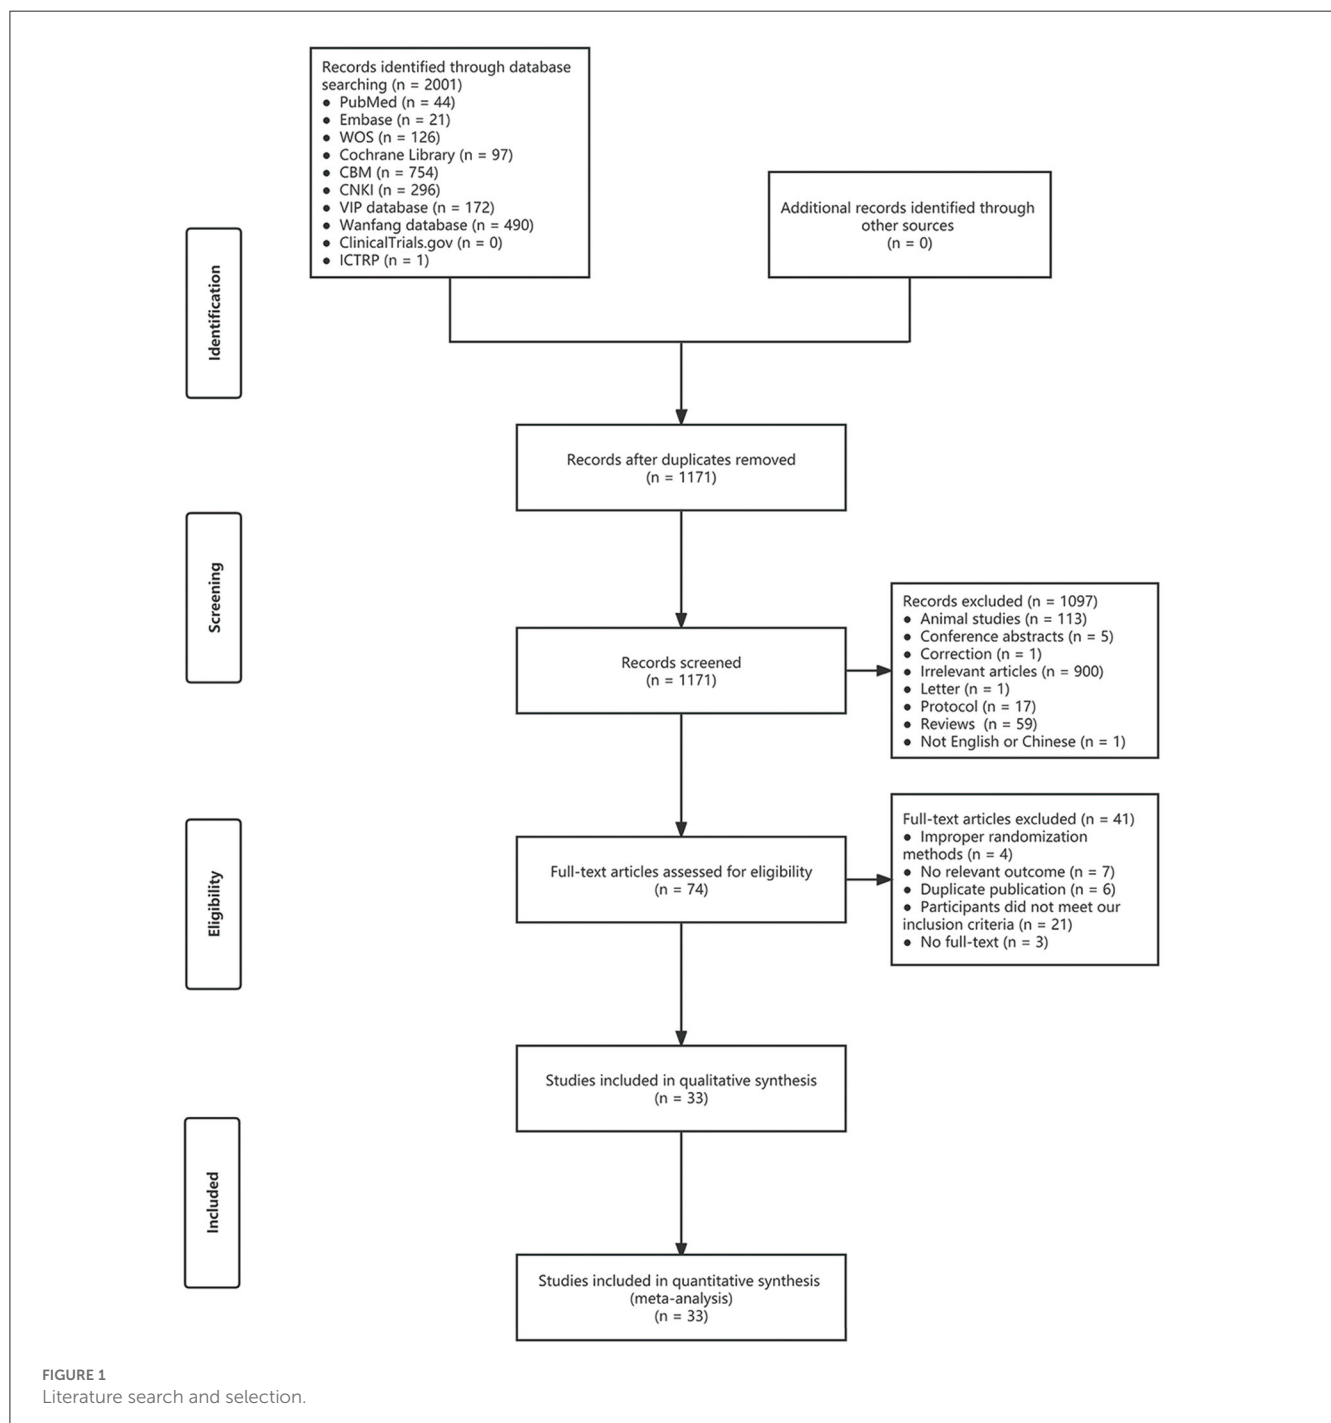 Records identified through database
searching (n = 2001)
● PubMed (n = 44)
● Embase (n = 21)
● WOS (n = 126)
● Cochrane Library (n = 97)
● CBM (n = 754)
● CNKI (n = 296)
● VIP database (n = 172)
● Wanfang database (n = 490)
● ClinicalTrials.gov (n = 0)
● ICTRP (n = 1)
Additional records identified through
other sources
(n = 0)
Identification
Records after duplicates removed
(n = 1171)
Screening
Records screened
(n = 1171)
Records excluded (n = 1097)
● Animal studies (n = 113)
● Conference abstracts (n = 5)
● Correction (n = 1)
● Irrelevant articles (n = 900)
● Letter (n = 1)
● Protocol (n = 17)
● Reviews (n = 59)
● Not English or Chinese (n = 1)
Eligibility
Full-text articles assessed for eligibility
(n = 74)
Full-text articles excluded (n = 41)
● Improper randomization
methods (n = 4)
● No relevant outcome (n = 7)
● Duplicate publication (n = 6)
● Participants did not meet our
inclusion criteria (n = 21)
● No full-text (n = 3)
Studies included in qualitative synthesis
(n = 33)
Included
Studies included in quantitative synthesis
(meta-analysis)
(n = 33)
FIGURE 1
Literature search and selection.